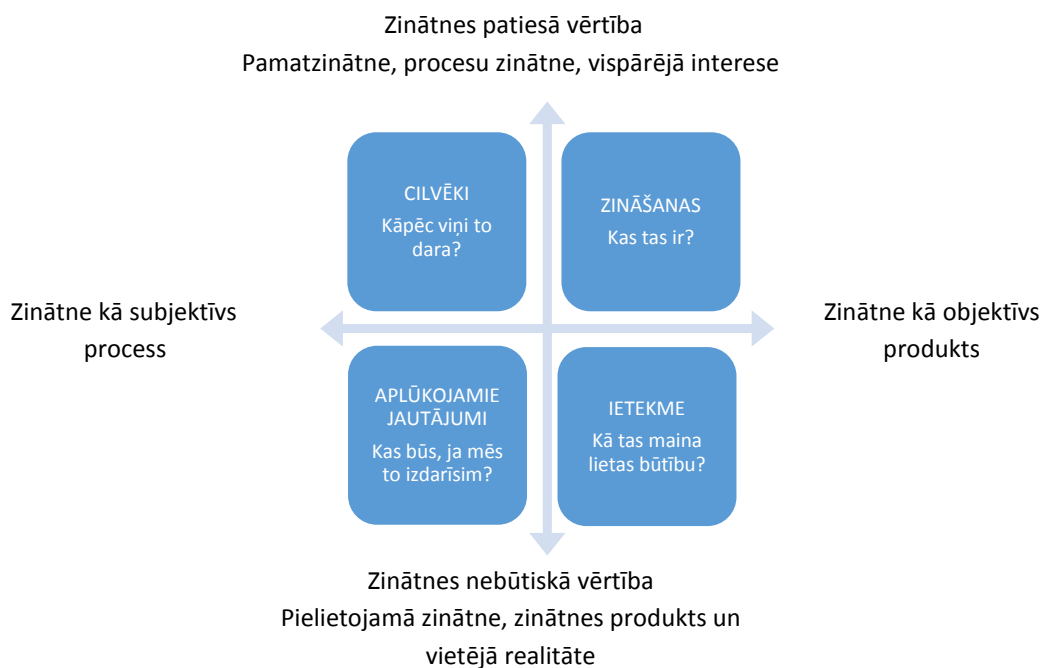 Zinātnes patiesā vērtība
Pamatzinātne, procesu zinātne, vispārējā interese
CILVĒKI
Kāpēc viņi to
dara?
ZINĀŠANAS
Kas tas ir?
Zinātne kā subjektīvs
process
Zinātne kā objektīvs
produkts
APLŪKOJAMIE
JAUTĀJUMI
Kas būs, ja mēs
to izdarīsim?
IETEKME
Kā tas maina
lietas būtību?
Zinātnes nebūtiskā vērtība
Pielietojamā zinātne, zinātnes produkts un
vietējā realitāte